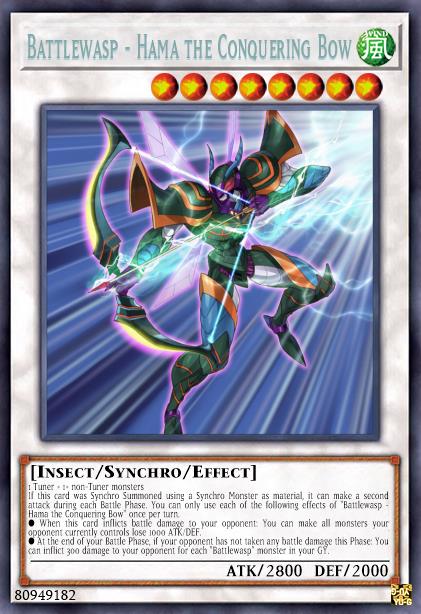 BATTLEWASP - HAMA THE CONQUERING BOW
WIND
風
[INSECT/SYNCHRO/EFFECT]
1 Tuner + 1+ non-Tuner monsters
If this card was Synchro Summoned using a Synchro Monster as material, it can make a second
attack during each Battle Phase. You can only use each of the following effects of "Battlewasp -
Hama the Conquering Bow" once per turn.
● When this card inflicts battle damage to your opponent: You can make all monsters your
opponent currently controls lose 1000 ATK/DEF.
● At the end of your Battle Phase, if your opponent has not taken any battle damage this Phase: You
can inflict 300 damage to your opponent for each "Battlewasp" monster in your GY.
ATK/2800 DEF/2000
80949182